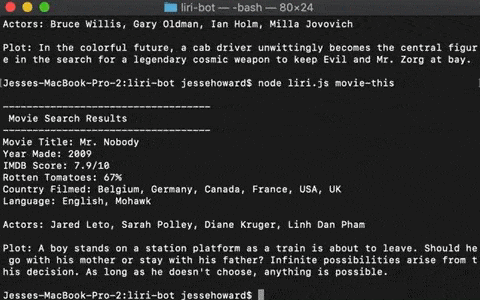 liri-bot — -bash — 80×24
Actors: Bruce Willis, Gary Oldman, Ian Holm, Milla Jovovich
Plot: In the colorful future, a cab driver unwittingly becomes the central figur
e in the search for a legendary cosmic weapon to keep Evil and Mr. Zorg at bay.
[Jesses-MacBook-Pro-2:liri-bot jessehoward$ node liri.js movie-this ]
-----------------------------------
Movie Search Results
-----------------------------------
Movie Title: Mr. Nobody
Year Made: 2009
IMDB Score: 7.9/10
Rotten Tomatoes: 67%
Country Filmed: Belgium, Germany, Canada, France, USA, UK
Language: English, Mohawk
Actors: Jared Leto, Sarah Polley, Diane Kruger, Linh Dan Pham
Plot: A boy stands on a station platform as a train is about to leave. Should he
go with his mother or stay with his father? Infinite possibilities arise from t
his decision. As long as he doesn't choose, anything is possible.
Jesses-MacBook-Pro-2:liri-bot jessehoward$